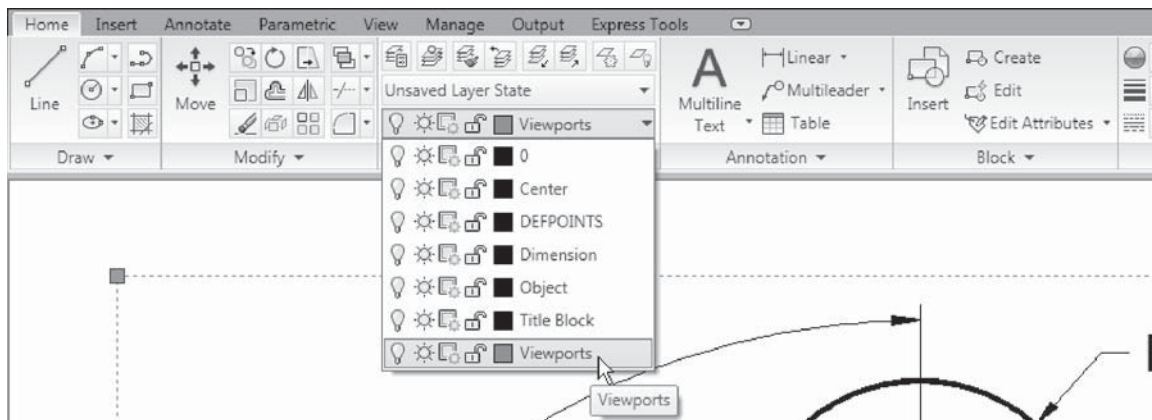 Home Insert Annotate Parametric View Manage Output Express Tools
Line
Move
Unsaved Layer State
Viewports
A
Multiline
Text
Linear
Multileader
Table
Insert
Create
Edit
Edit Attributes
Draw
Modify
Annotation
Block
0
Center
DEFPOINTS
Dimension
Object
Title Block
Viewports
Viewports